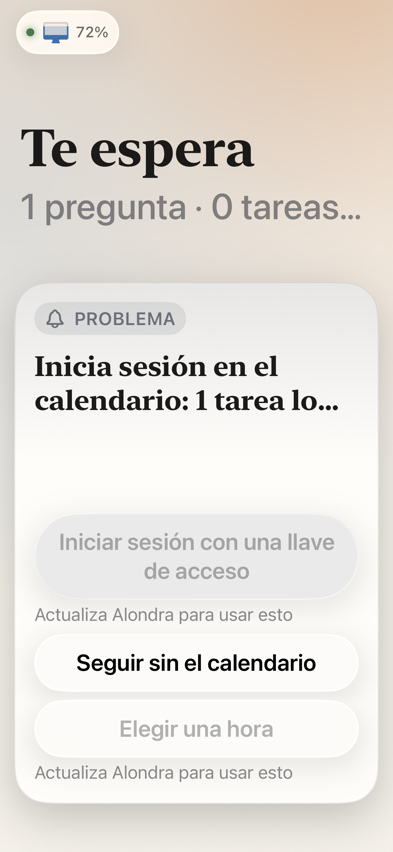 72%
Te espera
1 pregunta · 0 tareas…
PROBLEMA
Inicia sesión en el
calendario: 1 tarea lo…
Iniciar sesión con una llave
de acceso
Actualiza Alondra para usar esto
Seguir sin el calendario
Elegir una hora
Actualiza Alondra para usar esto